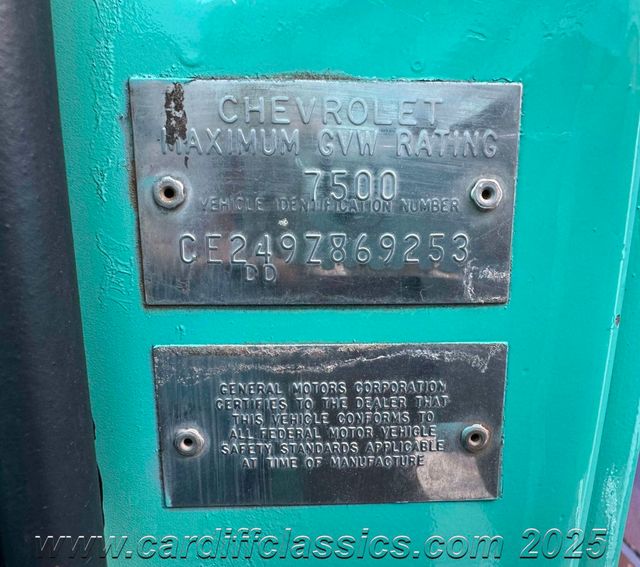 CHEVROLET
MAXIMUM GVW RATING
7500
VEHICLE IDENTIFICATION NUMBER
CE249Z869253
DD
GENERAL MOTORS CORPORATION
CERTIFIES TO THE DEALER THAT
THIS VEHICLE CONFORMS TO
ALL FEDERAL MOTOR VEHICLE
SAFETY STANDARDS APPLICABLE
AT TIME OF MANUFACTURE
www.cardiffclassics.com © 2025